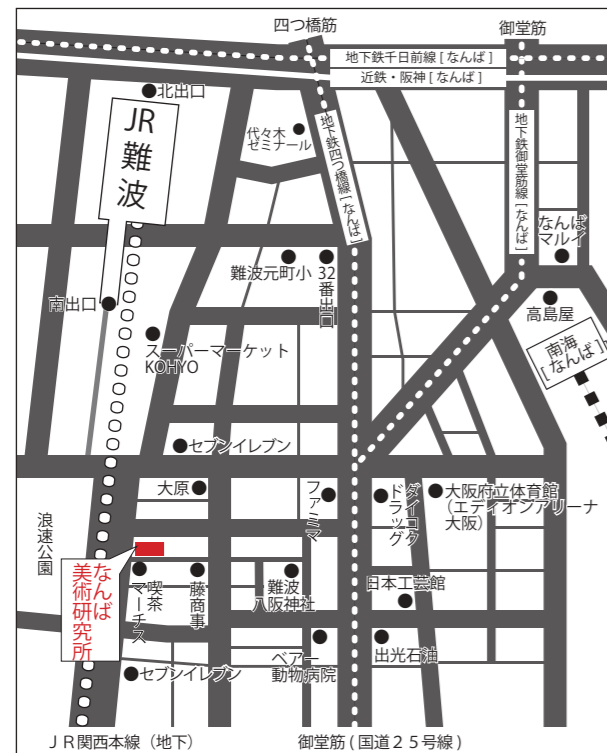 四つ橋筋
御堂筋
地下鉄千日前線[なんば]
近鉄・阪神[なんば]
北出口
JR
難波
代々木
ゼミナール
地下鉄四つ橋線[なんば]
地下鉄御堂筋線[なんば]
なんば
マルイ
難波元町小
32
番出口
南出口
高島屋
南海
[なんば]
スーパーマーケット
KOHYO
セブンイレブン
大原
ファミマ
ダイコク
ドラッグ
大阪府立体育館
（エディオンアリーナ
大阪）
浪速公園
なんば
美術研究所
喫茶
マーチス
藤商事
難波
八阪神社
日本工芸館
ベアー
動物病院
出光石油
セブンイレブン
ＪＲ関西本線（地下）
御堂筋(国道２５号線)